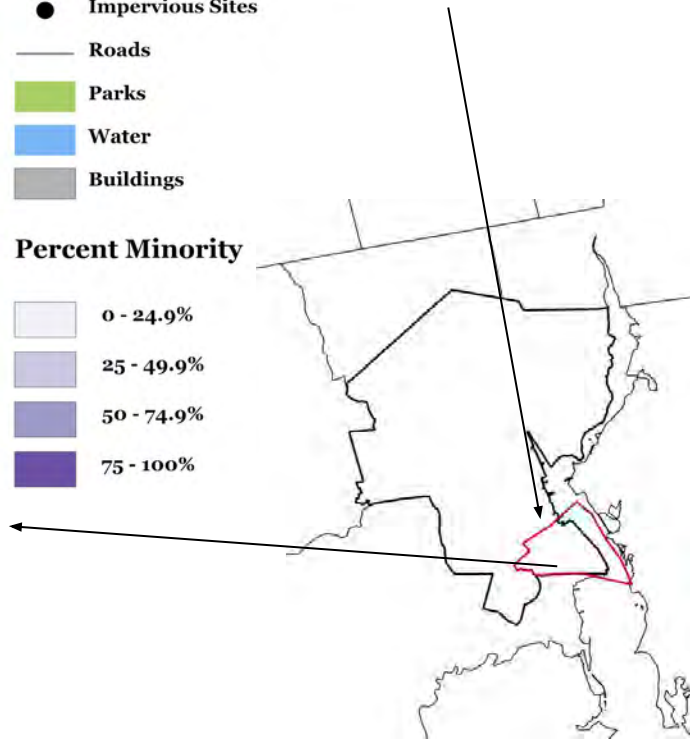 Impervious Sites
Roads
Parks
Water
Buildings
Percent Minority
0 - 24.9%
25 - 49.9%
50 - 74.9%
75 - 100%